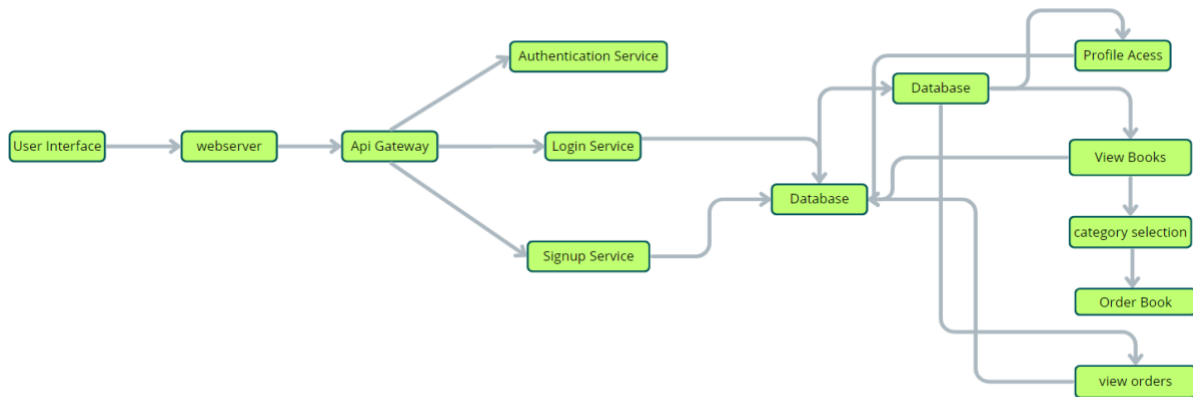 Authentication Service
Profile Acess
Database
User Interface
webserver
Api Gateway
Login Service
View Books
Database
category selection
Signup Service
Order Book
view orders